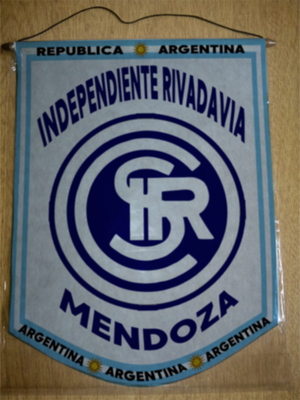 REPUBLICA ARGENTINA
INDEPENDIENTE RIVADAVIA
CSIR
MENDOZA
ARGENTINA ARGENTINA ARGENTINA